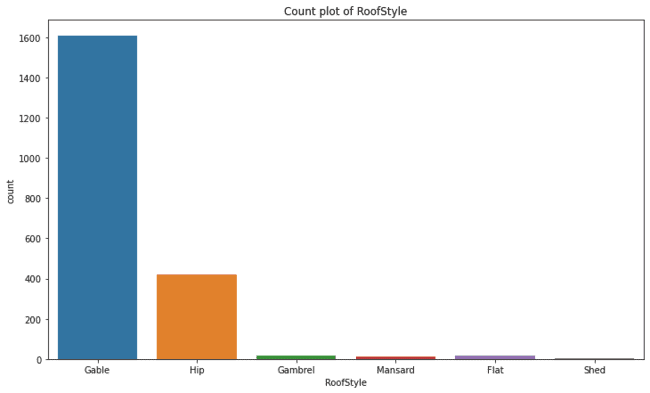 Count plot of RoofStyle
1600
1400
1200
1000
800
600
400
200
0
count
Gable Hip Gambrel Mansard Flat Shed
RoofStyle